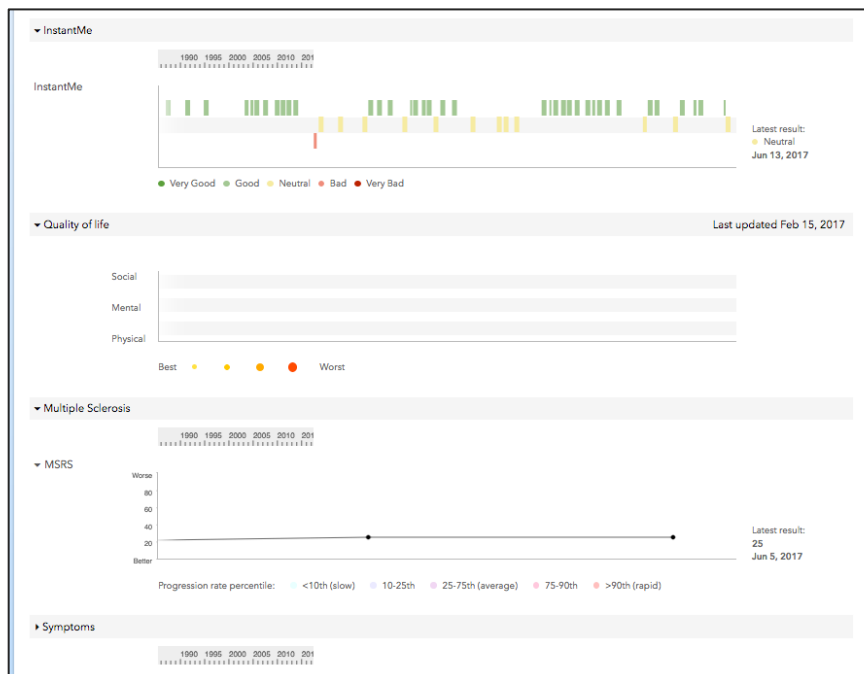 InstantMe
1990 1995 2000 2005 2010 201
InstantMe
Latest result:
Neutral
Jun 13, 2017
Very Good Good Neutral Bad Very Bad
Quality of life Last updated Feb 15, 2017
Social
Mental
Physical
Best Worst
Multiple Sclerosis
1990 1995 2000 2005 2010 201
MSRS
Worse
80
60
40
20
Better
Latest result:
25
Jun 5, 2017
Progression rate percentile: <10th (slow) 10-25th 25-75th (average) 75-90th >90th (rapid)
Symptoms
1990 1995 2000 2005 2010 201